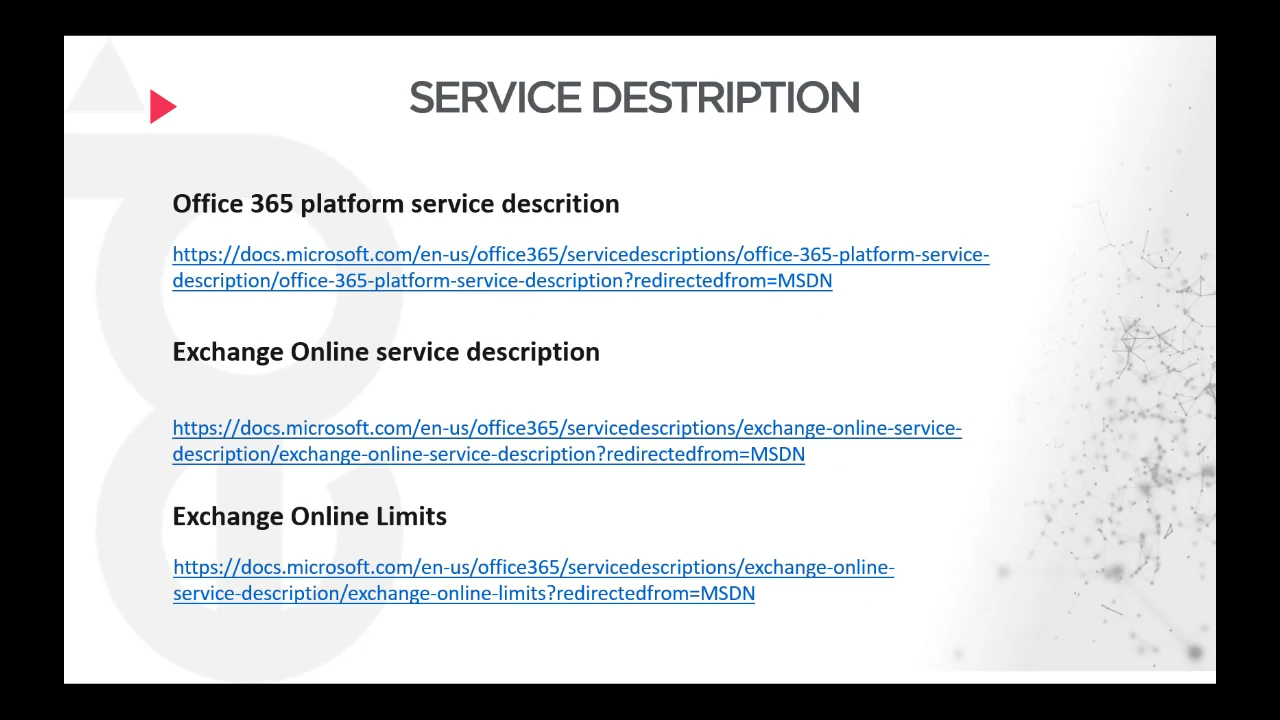 SERVICE DESTRIPTION
Office 365 platform service descrition
https://docs.microsoft.com/en-us/office365/servicedescriptions/office-365-platform-service-
description/office-365-platform-service-description?redirectedfrom=MSDN
Exchange Online service description
https://docs.microsoft.com/en-us/office365/servicedescriptions/exchange-online-service-
description/exchange-online-service-description?redirectedfrom=MSDN
Exchange Online Limits
https://docs.microsoft.com/en-us/office365/servicedescriptions/exchange-online-
service-description/exchange-online-limits?redirectedfrom=MSDN